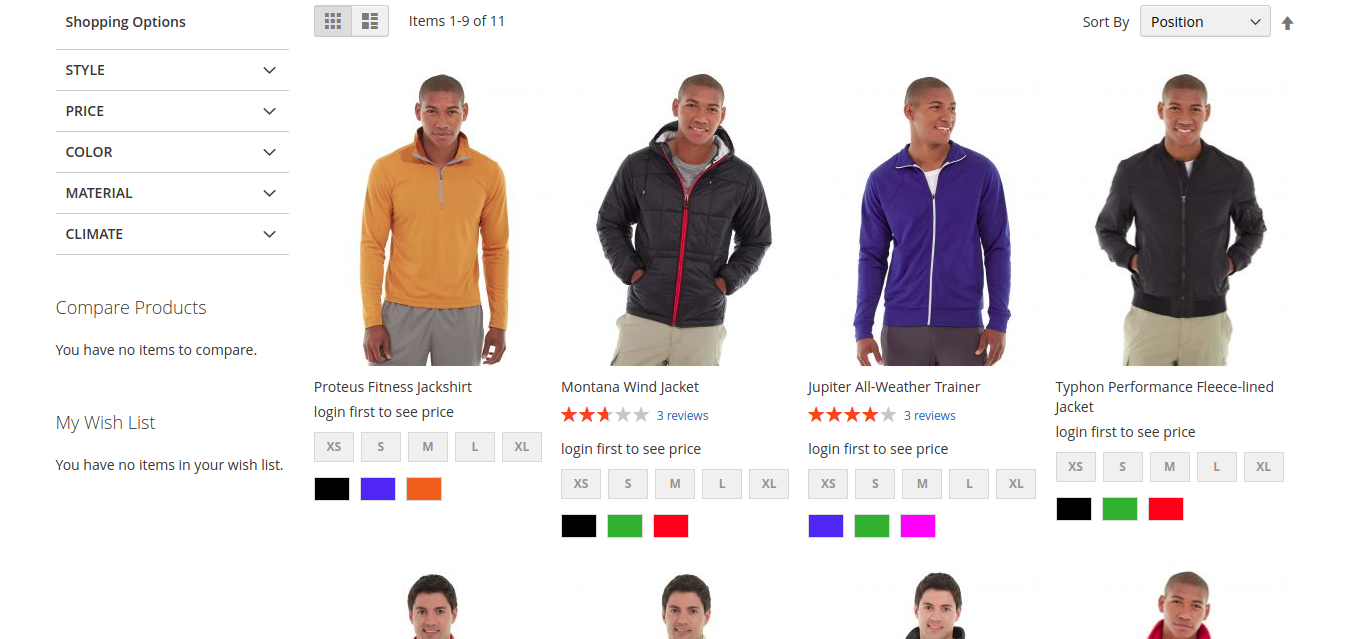 Shopping Options
Items 1-9 of 11
Sort By
Position
STYLE
PRICE
COLOR
MATERIAL
CLIMATE
Compare Products
You have no items to compare.
My Wish List
You have no items in your wish list.
Proteus Fitness Jackshirt
login first to see price
XS S M L XL
Montana Wind Jacket
3 reviews
login first to see price
XS S M L XL
Jupiter All-Weather Trainer
3 reviews
login first to see price
XS S M L XL
Typhon Performance Fleece-lined
Jacket
login first to see price
XS S M L XL